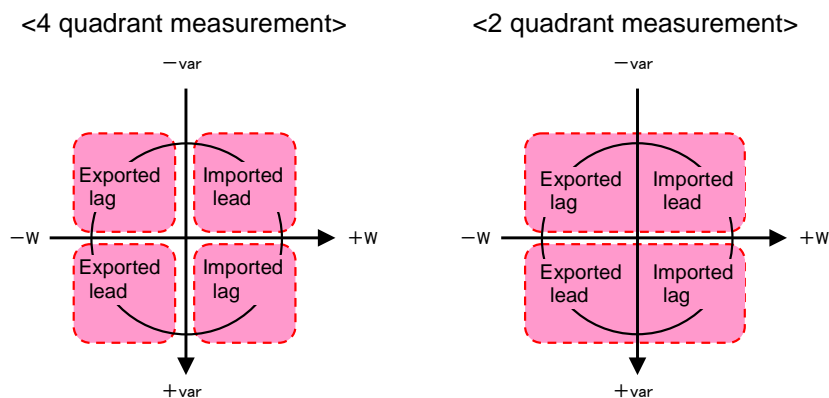 <4 quadrant measurement>
−var
Exported
lag
Imported
lead
−W
+W
Exported
lead
Imported
lag
+var
<2 quadrant measurement>
−var
Exported
lag
Imported
lead
−W
+W
Exported
lead
Imported
lag
+var